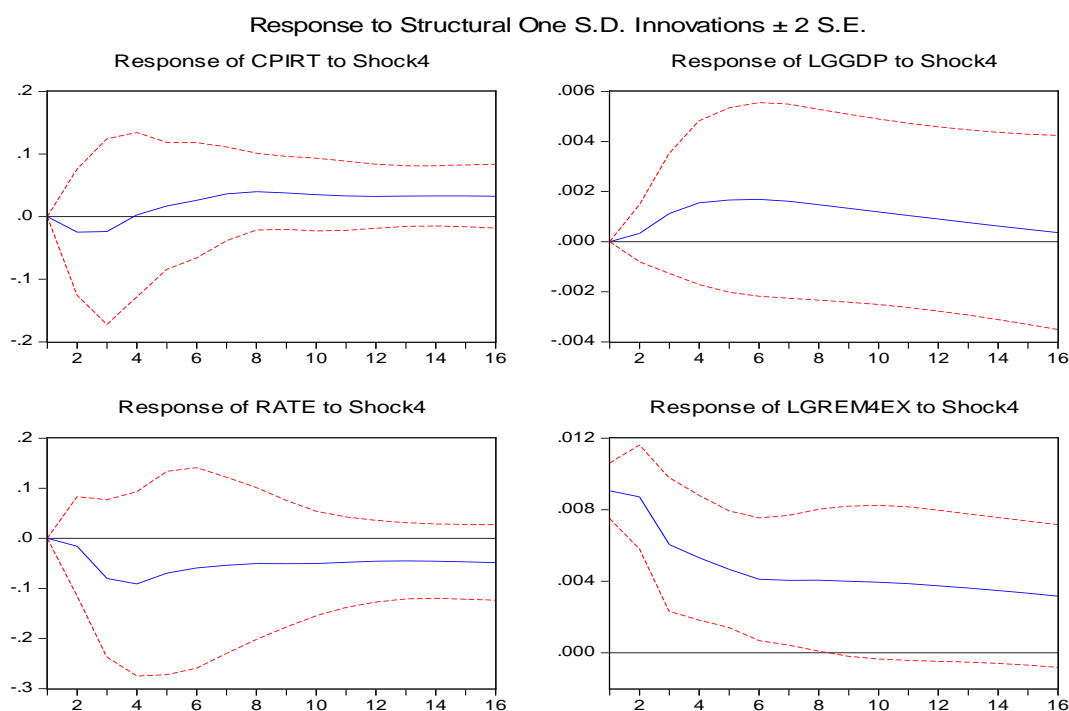 Response to Structural One S.D. Innovations ± 2 S.E.
Response of CPIRT to Shock4
.2
.1
.0
-.1
-.2
2 4 6 8 10 12 14 16
Response of LGGDP to Shock4
.006
.004
.002
.000
-.002
-.004
2 4 6 8 10 12 14 16
Response of RATE to Shock4
.2
.1
.0
-.1
-.2
-.3
2 4 6 8 10 12 14 16
Response of LGREM4EX to Shock4
.012
.008
.004
.000
2 4 6 8 10 12 14 16